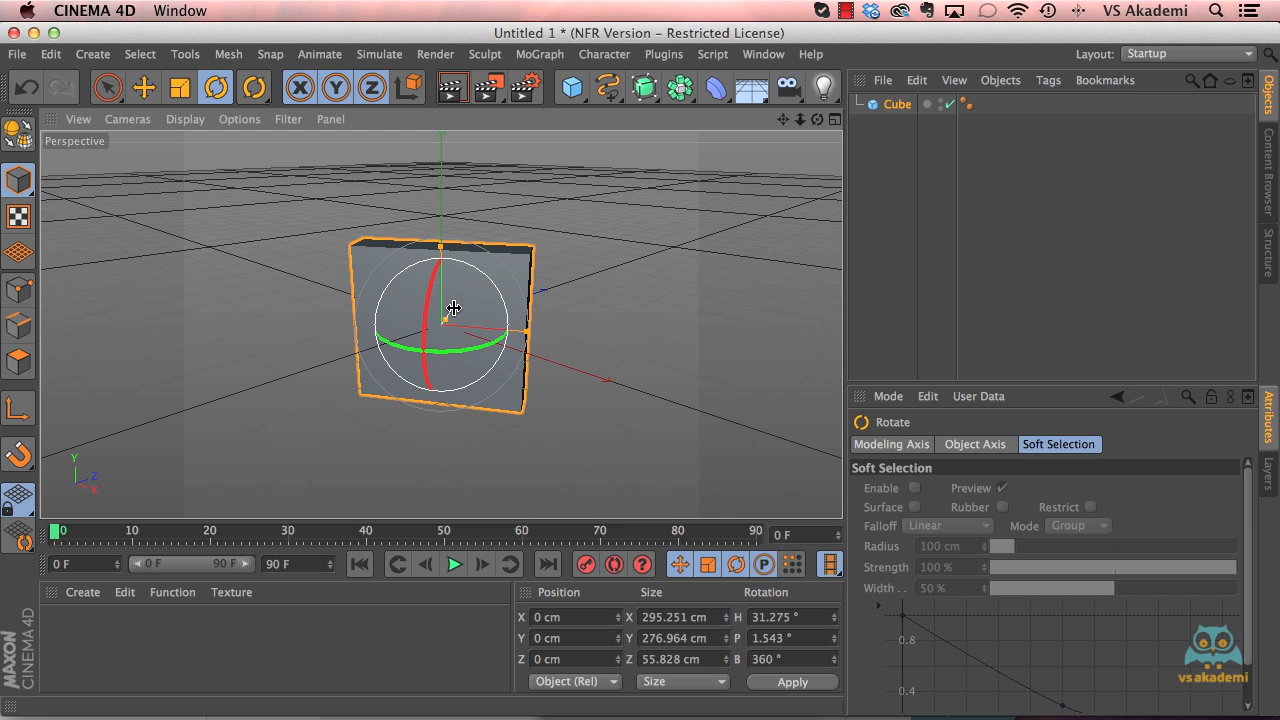 CINEMA 4D Window VS Akademi
Untitled 1 * (NFR Version - Restricted License)
File Edit Create Select Tools Mesh Snap Animate Simulate Render Sculpt MoGraph Character Plugins Script Window Help Layout: Startup
X Y Z
File Edit View Objects Tags Bookmarks
View Cameras Display Options Filter Panel
Perspective
Cube
Objects
Content Browser
Structure
Y
Z
X
Mode Edit User Data
Rotate
Modeling Axis Object Axis Soft Selection
Soft Selection
Enable Preview
Surface Rubber Restrict
Falloff Linear Mode Group
Radius 100 cm
Strength 100 %
Width . . 50 %
0.8
0.4
Attributes
Layers
0 10 20 30 40 50 60 70 80 90 0 F
0 F 0 F 90 F 90 F
P
Create Edit Function Texture
Position Size Rotation
X 0 cm X 295.251 cm H 31.275 °
Y 0 cm Y 276.964 cm P 1.543 °
Z 0 cm Z 55.828 cm B 360 °
Object (Rel) Size Apply
MAXON
CINEMA 4D
vsakademi